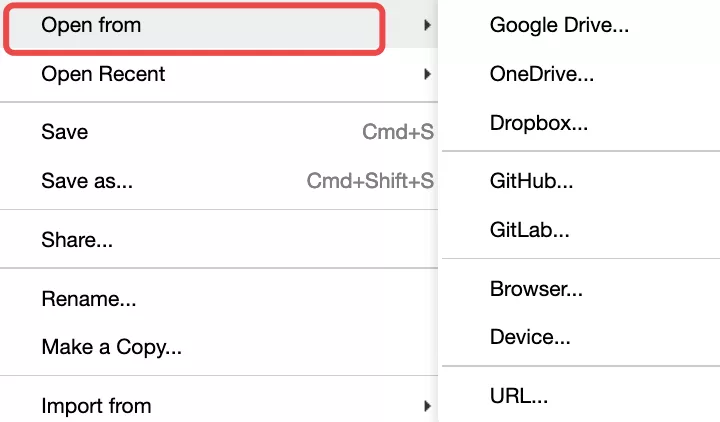 Open from
Open Recent
Save Cmd+S
Save as... Cmd+Shift+S
Share...
Rename...
Make a Copy...
Import from
Google Drive...
OneDrive...
Dropbox...
GitHub...
GitLab...
Browser...
Device...
URL...